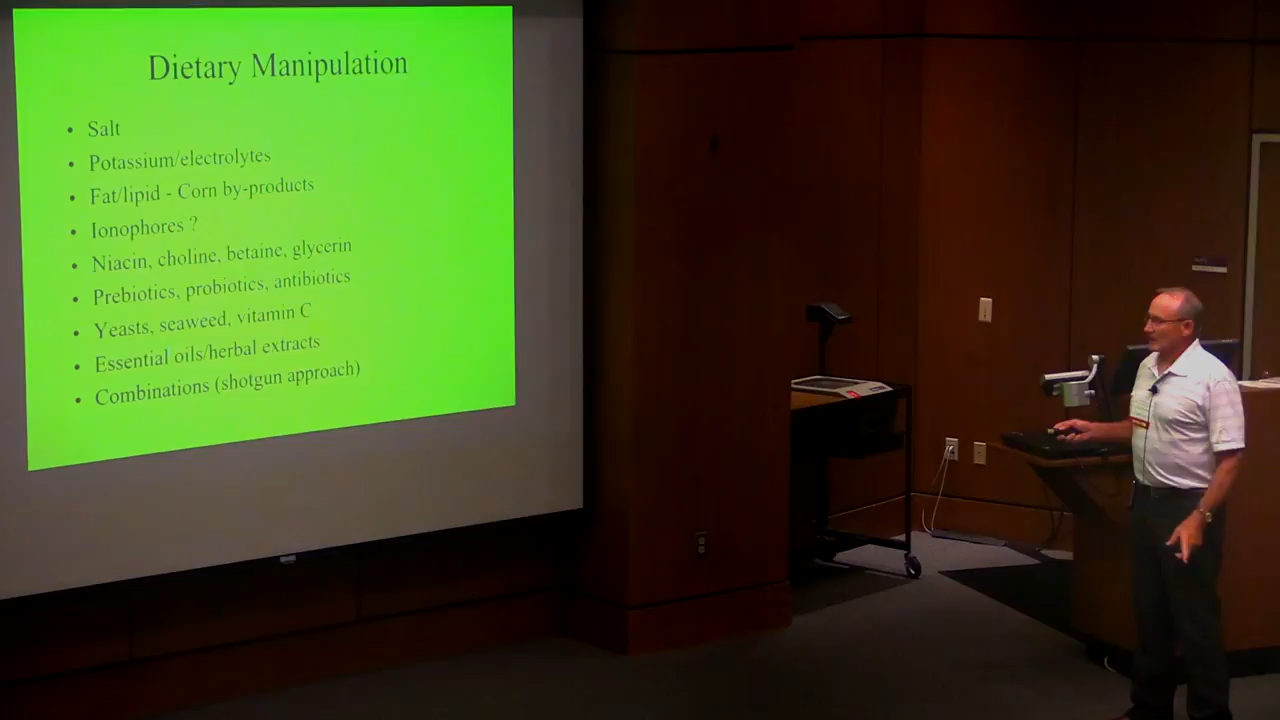 Dietary Manipulation
• Salt
• Potassium/electrolytes
• Fat/lipid - Corn by-products
• Ionophores ?
• Niacin, choline, betaine, glycerin
• Prebiotics, probiotics, antibiotics
• Yeasts, seaweed, vitamin C
• Essential oils/herbal extracts
• Combinations (shotgun approach)